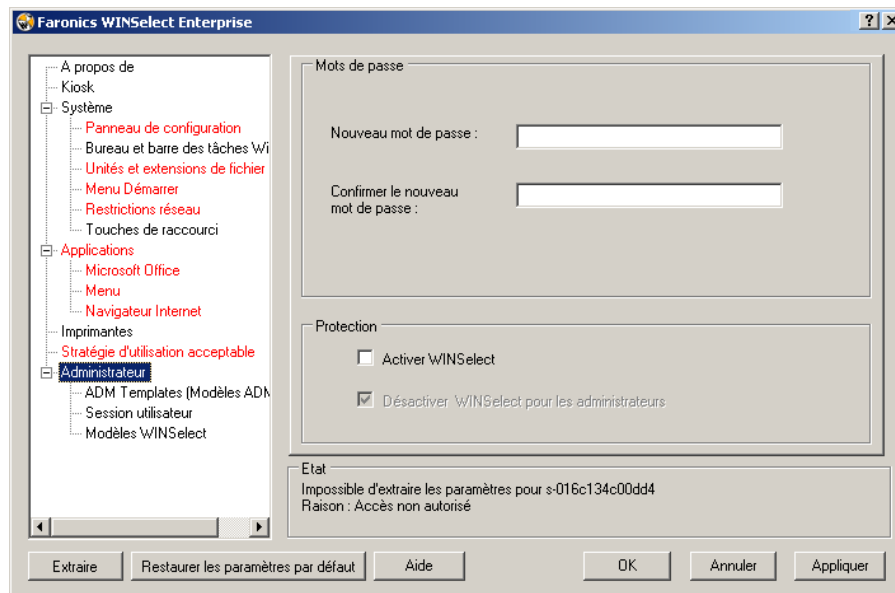 Faronics WINSelect Enterprise
A propos de
Kiosk
Système
Panneau de configuration
Bureau et barre des tâches Wi
Unités et extensions de fichier
Menu Démarrer
Restrictions réseau
Touches de raccourci
Applications
Microsoft Office
Menu
Navigateur Internet
Imprimantes
Stratégie d'utilisation acceptable
Administrateur
ADM Templates (Modèles ADM
Session utilisateur
Modèles WINSelect
Mots de passe
Nouveau mot de passe :
Confirmer le nouveau
mot de passe :
Protection
Activer WINSelect
Désactiver WINSelect pour les administrateurs
Etat
Impossible d'extraire les paramètres pour s-016c134c00dd4
Raison : Accès non autorisé
Extraire
Restaurer les paramètres par défaut
Aide
OK
Annuler
Appliquer